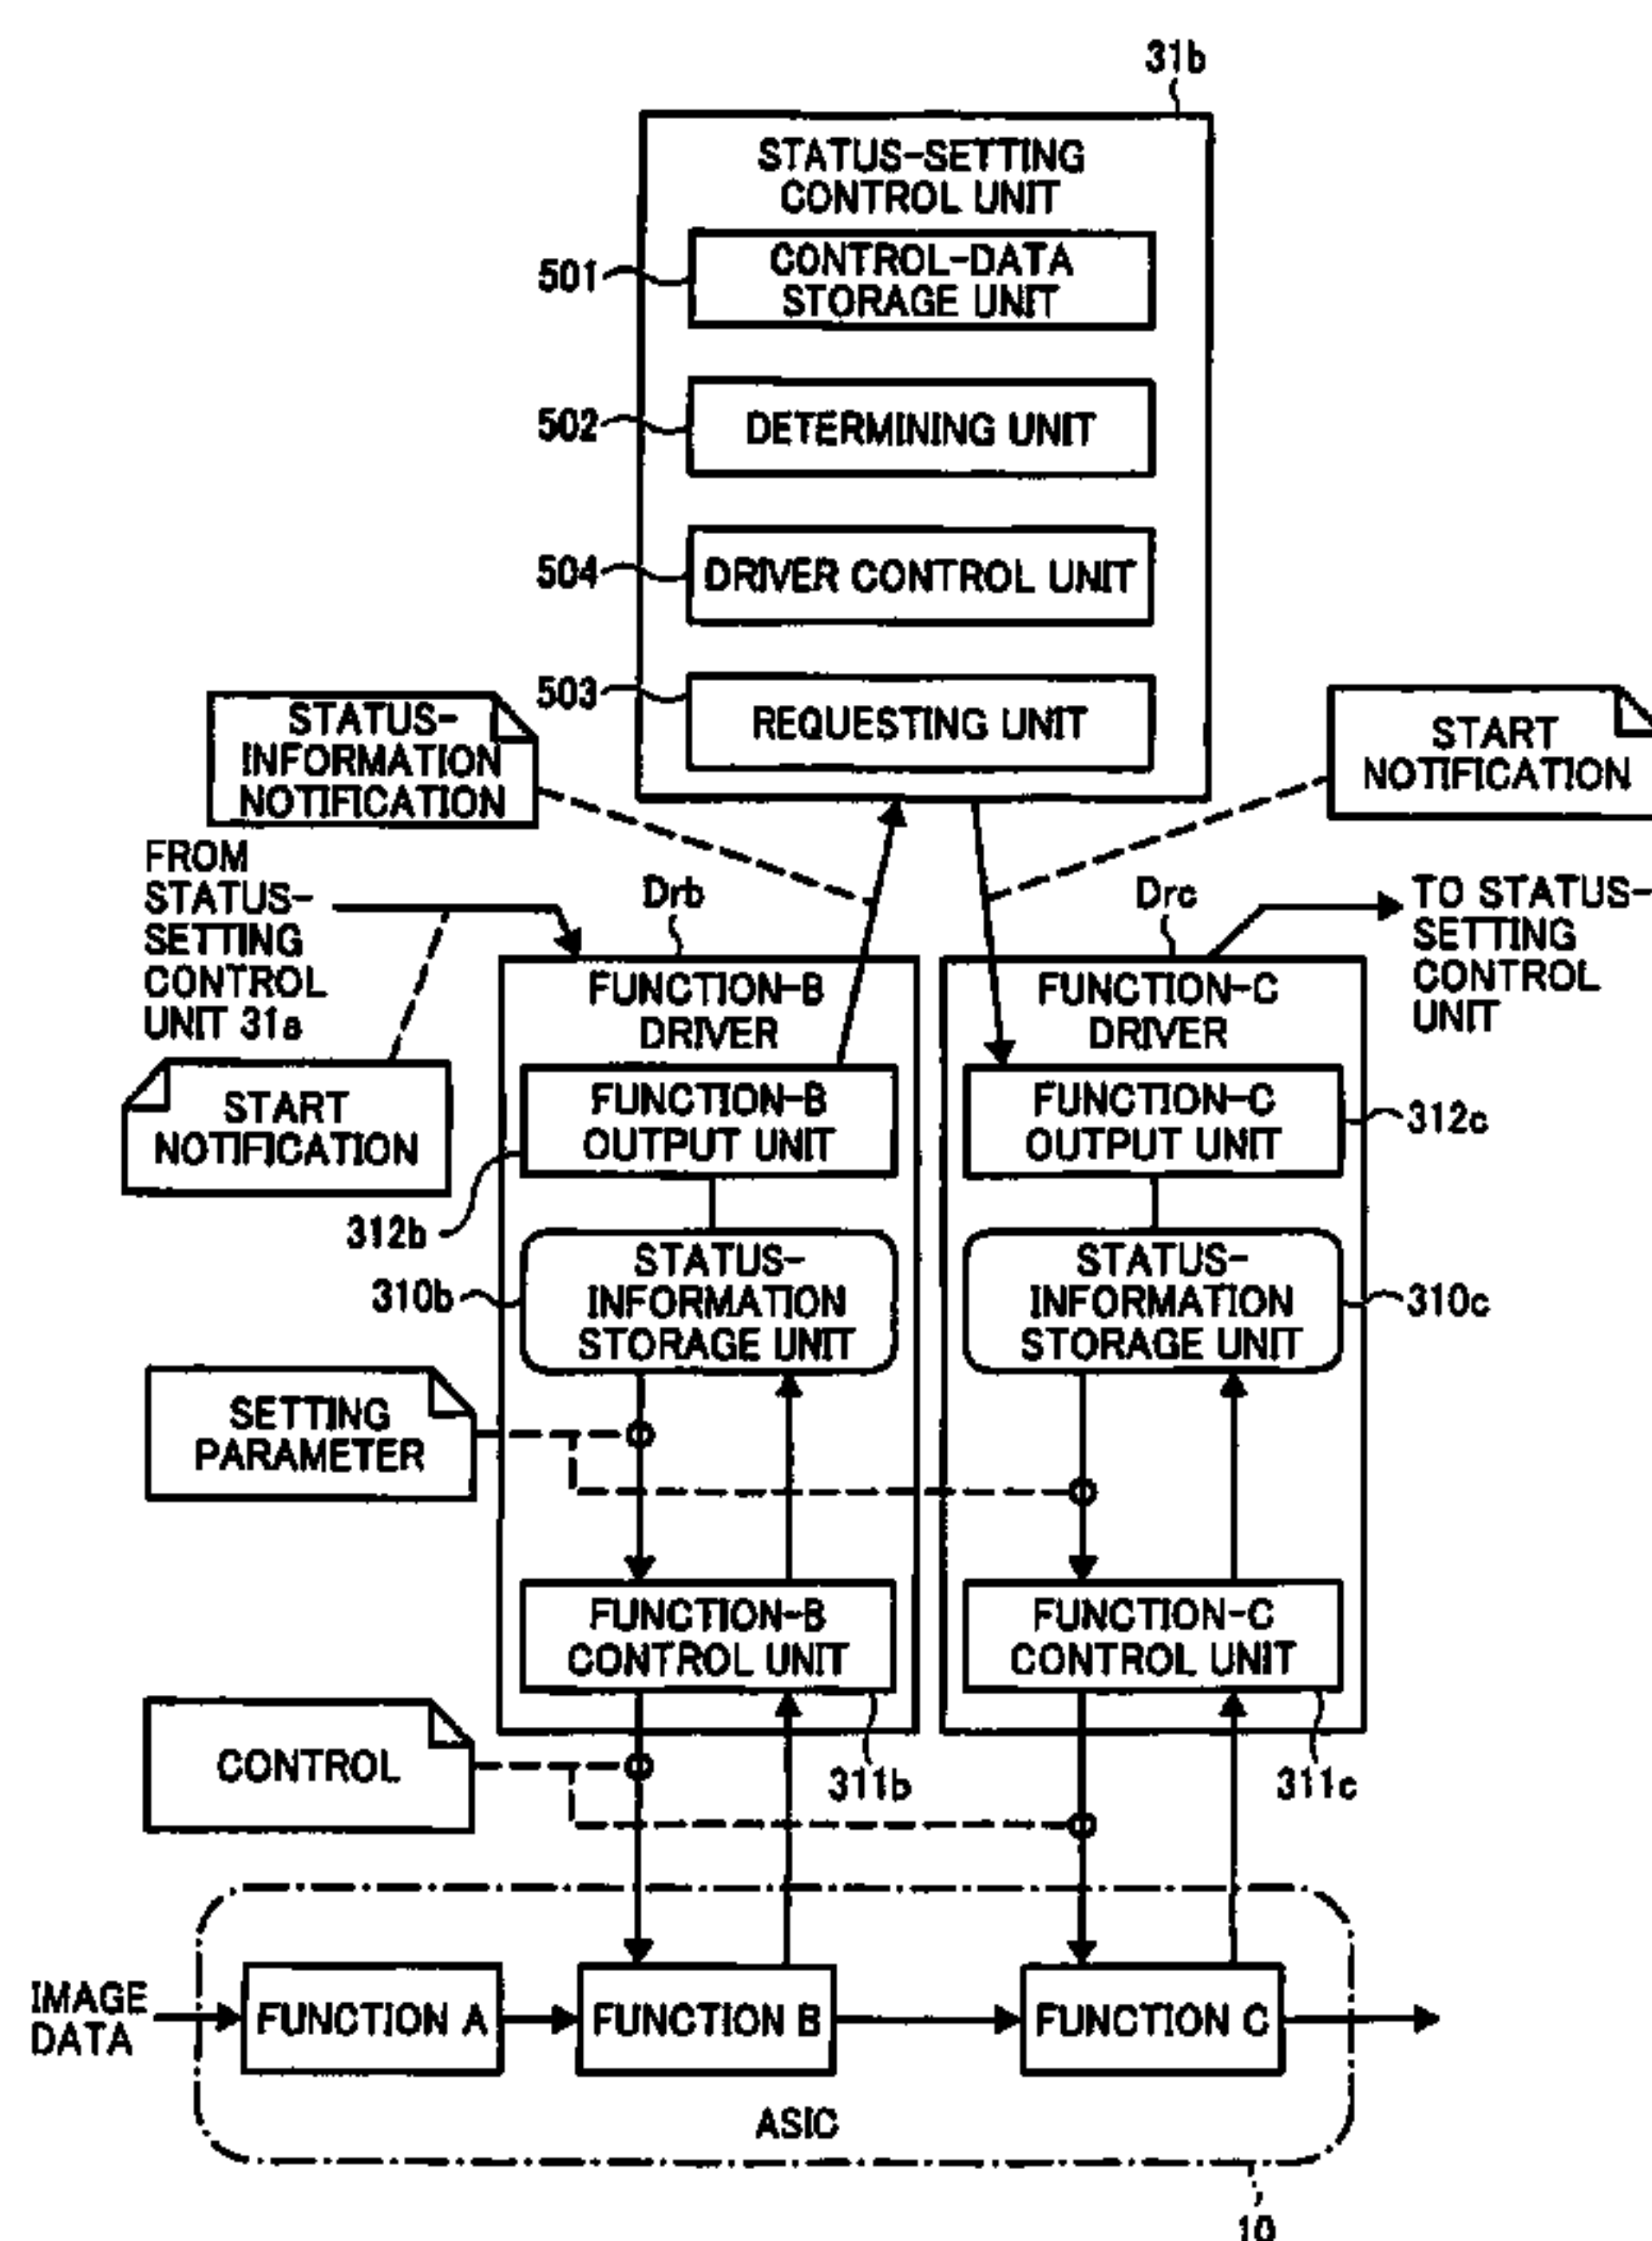 31b
STATUS-SETTING
CONTROL UNIT
501
CONTROL-DATA
STORAGE UNIT
502
DETERMINING UNIT
504
DRIVER CONTROL UNIT
503
REQUESTING UNIT
STATUS-
INFORMATION
NOTIFICATION
START
NOTIFICATION
FROM
STATUS-
SETTING
CONTROL
UNIT 31a
Drb
Drc
TO STATUS-
SETTING
CONTROL
UNIT
START
NOTIFICATION
FUNCTION-B
DRIVER
FUNCTION-C
DRIVER
FUNCTION-B
OUTPUT UNIT
FUNCTION-C
OUTPUT UNIT
312c
312b
310b
STATUS-
INFORMATION
STORAGE UNIT
STATUS-
INFORMATION
STORAGE UNIT
310c
SETTING
PARAMETER
FUNCTION-B
CONTROL UNIT
FUNCTION-C
CONTROL UNIT
CONTROL
311b
311c
IMAGE
DATA
FUNCTION A
FUNCTION B
FUNCTION C
ASIC
10